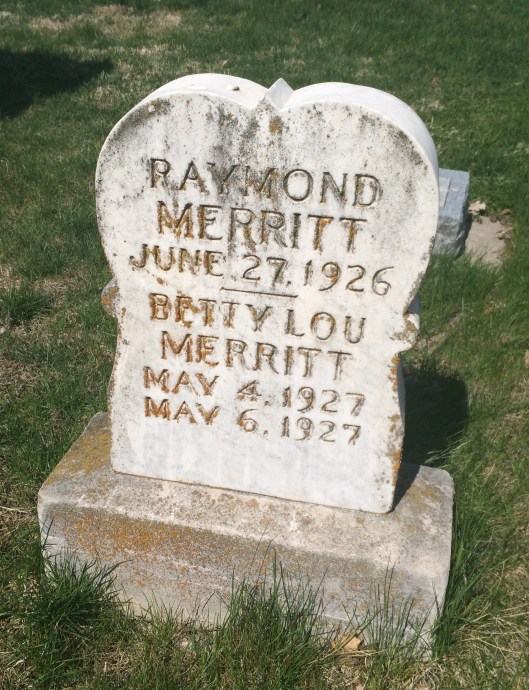 RAYMOND
MERRITT
JUNE 27, 1926
BETTY LOU
MERRITT
MAY 4, 1927
MAY 6, 1927